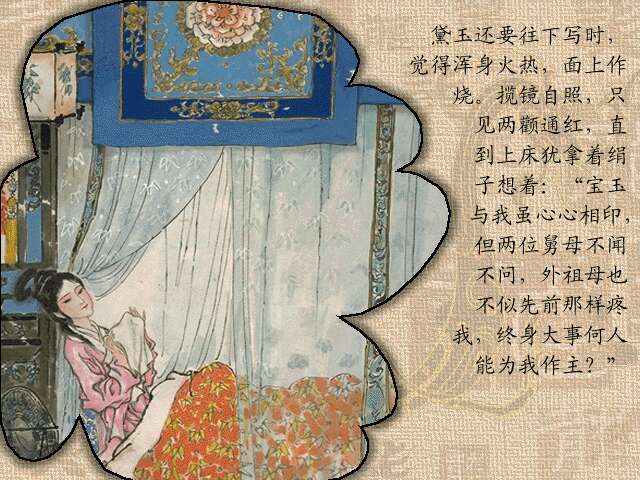 黛玉还要往下写时，
觉得浑身火热，面上作
烧。揽镜自照，只
见两颧通红，直
到上床犹拿着绢
子想着：“宝玉
与我虽心心相印，
但两位舅母不闻
不问，外祖母也
不似先前那样疼
我，终身大事何人
能为我作主？”